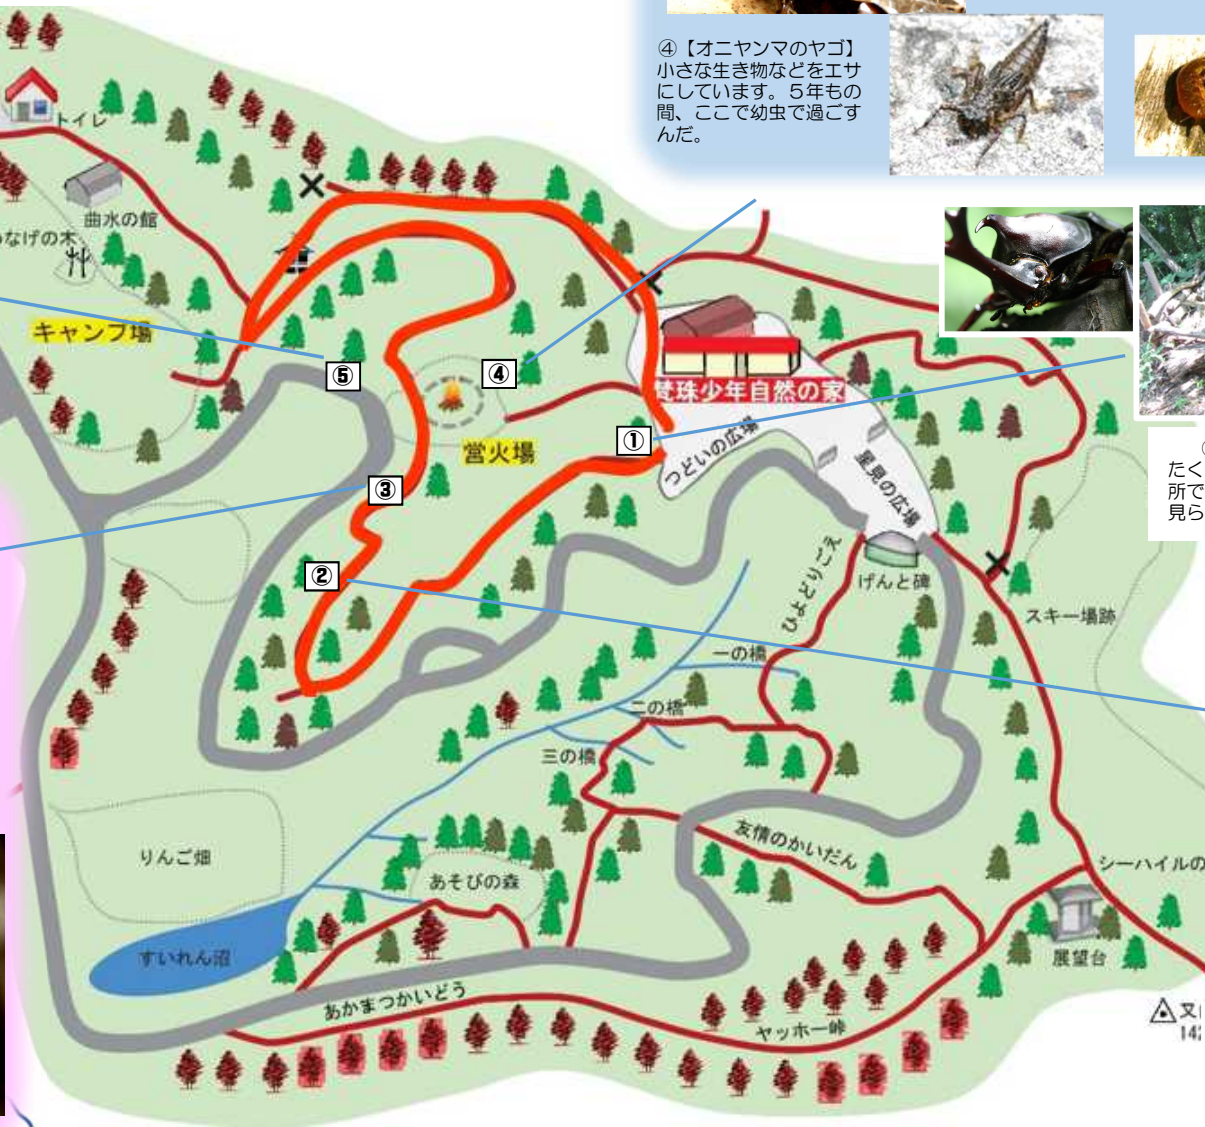 ④【オニヤンマのヤゴ】
小さな生き物などをエサ
にしています。５年もの
間、ここで幼虫で過ごす
んだ。
トイレ
曲水の館
なげの木
キャンプ場
⑤
④
梵珠少年自然の家
①
つどいの広場
営火場
星見の広場
③
たく
所で
見ら
②
げんと碑
ひよどりごえ
スキー場跡
一の橋
二の橋
三の橋
友情のかいだん
りんご畑
あそびの森
シーハイルの
すいれん沼
展望台
あかまつかいどう
ヤッホー峠
又
14